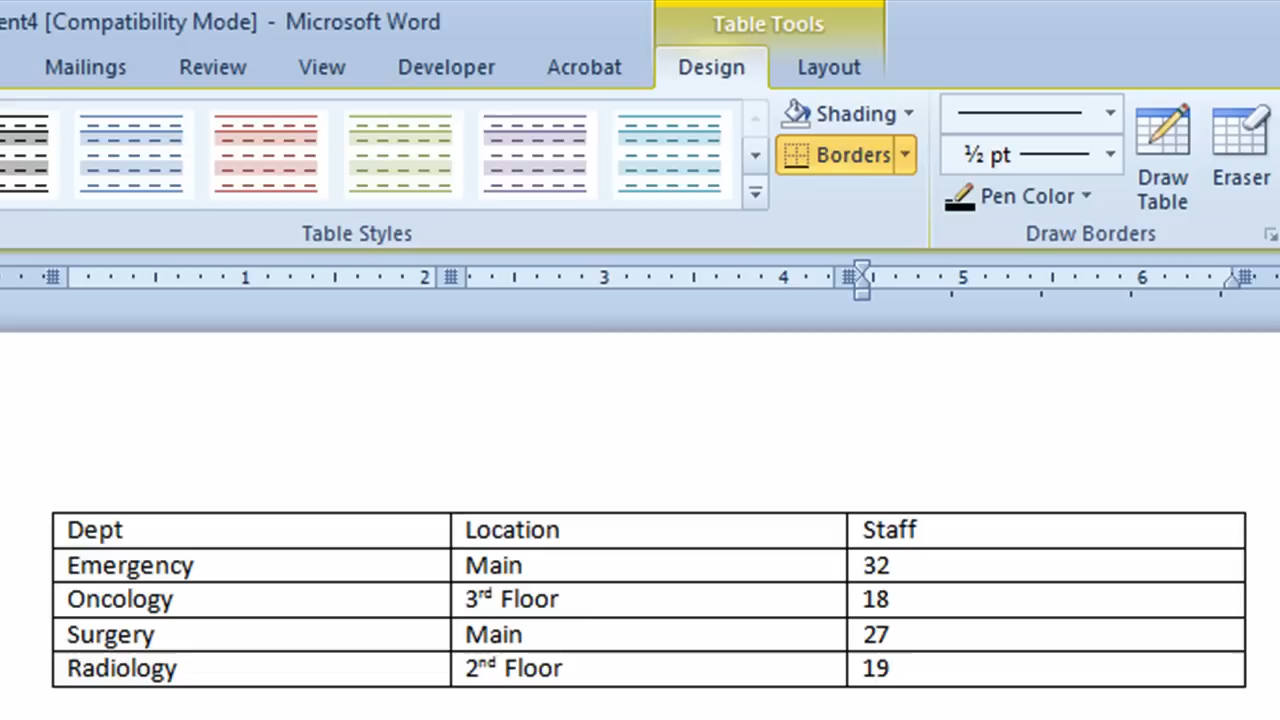 ent4 [Compatibility Mode] - Microsoft Word
Table Tools
Mailings Review View Developer Acrobat Design Layout
Shading
Borders
½ pt
Pen Color
Draw Table
Eraser
Table Styles
Draw Borders
1 2 3 4 5 6
Dept Location Staff
Emergency Main 32
Oncology 3rd Floor 18
Surgery Main 27
Radiology 2nd Floor 19